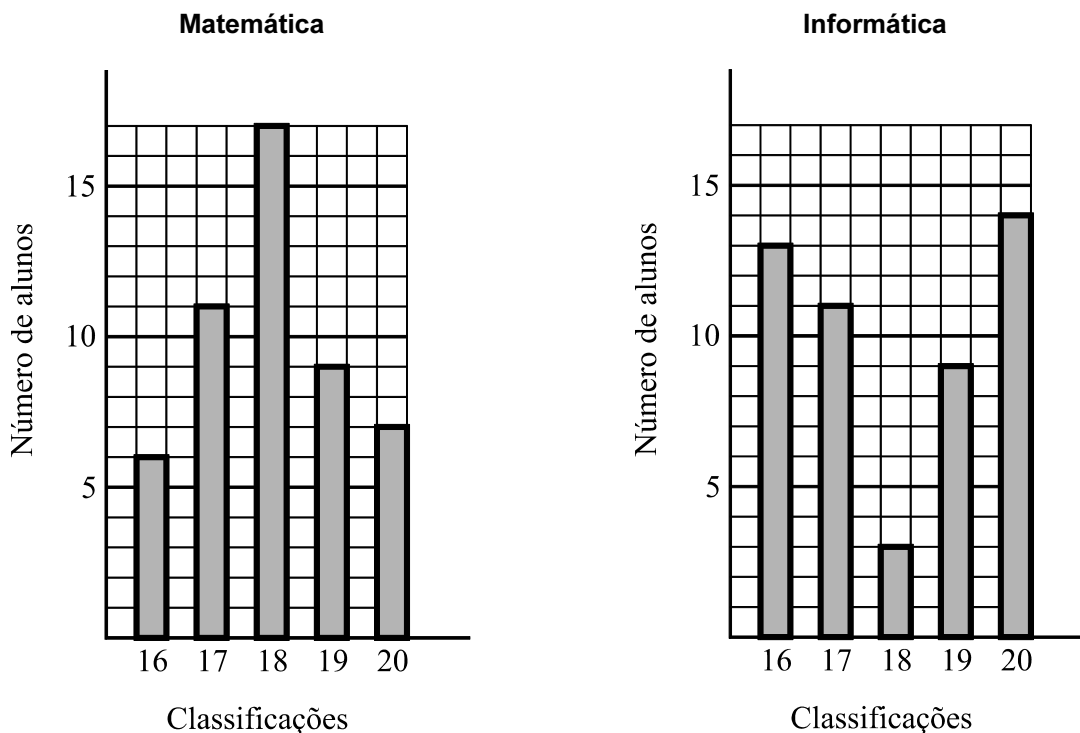 Matemática
Número de alunos
15
10
5
16 17 18 19 20
Classificações
Informática
Número de alunos
15
10
5
16 17 18 19 20
Classificações